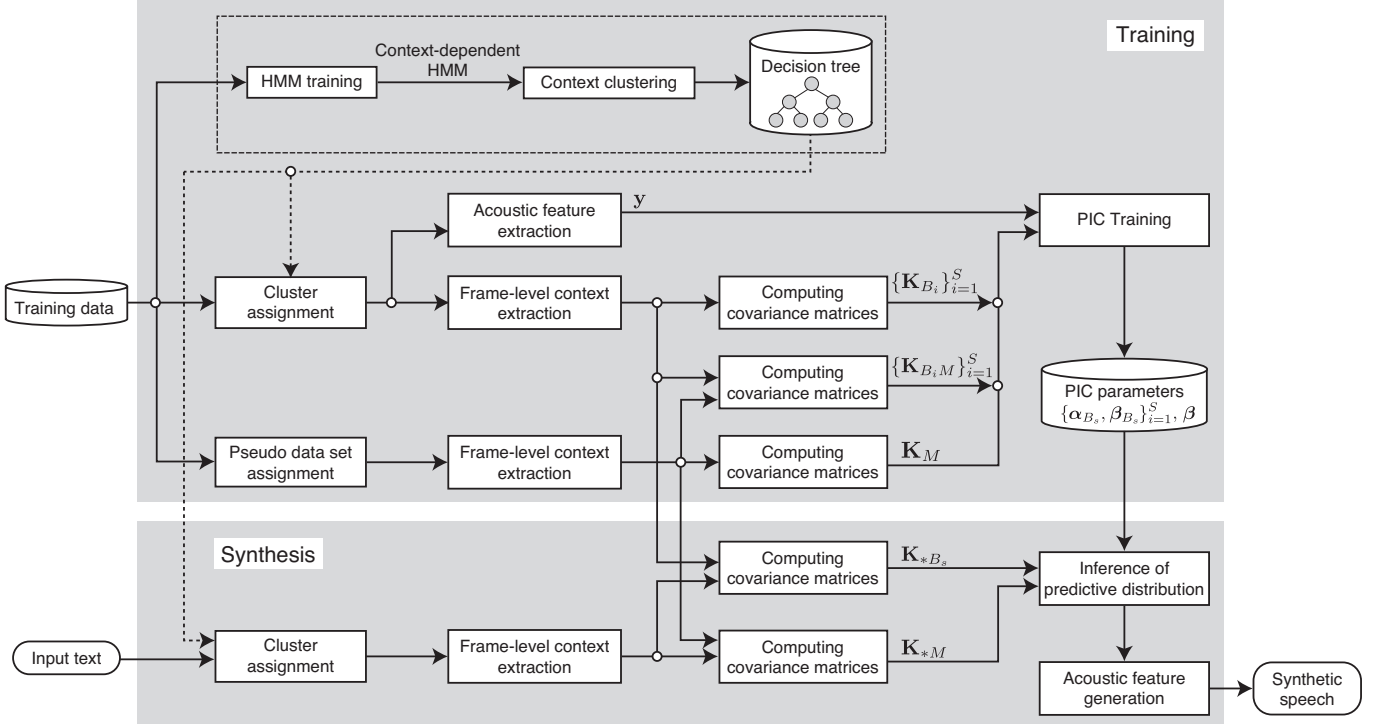 Training
Context-dependent
HMM
HMM training
Context clustering
Decision tree
Acoustic feature
extraction
y
PIC Training
Training data
Cluster
assignment
Frame-level context
extraction
Computing
covariance matrices
{K_{B_i}}_{i=1}^S
Computing
covariance matrices
{K_{B_iM}}_{i=1}^S
PIC parameters
{α_{B_s}, β_{B_s}}_{i=1}^S, β
Pseudo data set
assignment
Frame-level context
extraction
Computing
covariance matrices
K_M
Synthesis
Computing
covariance matrices
K_{*B_s}
Inference of
predictive distribution
Input text
Cluster
assignment
Frame-level context
extraction
Computing
covariance matrices
K_{*M}
Acoustic feature
generation
Synthetic
speech